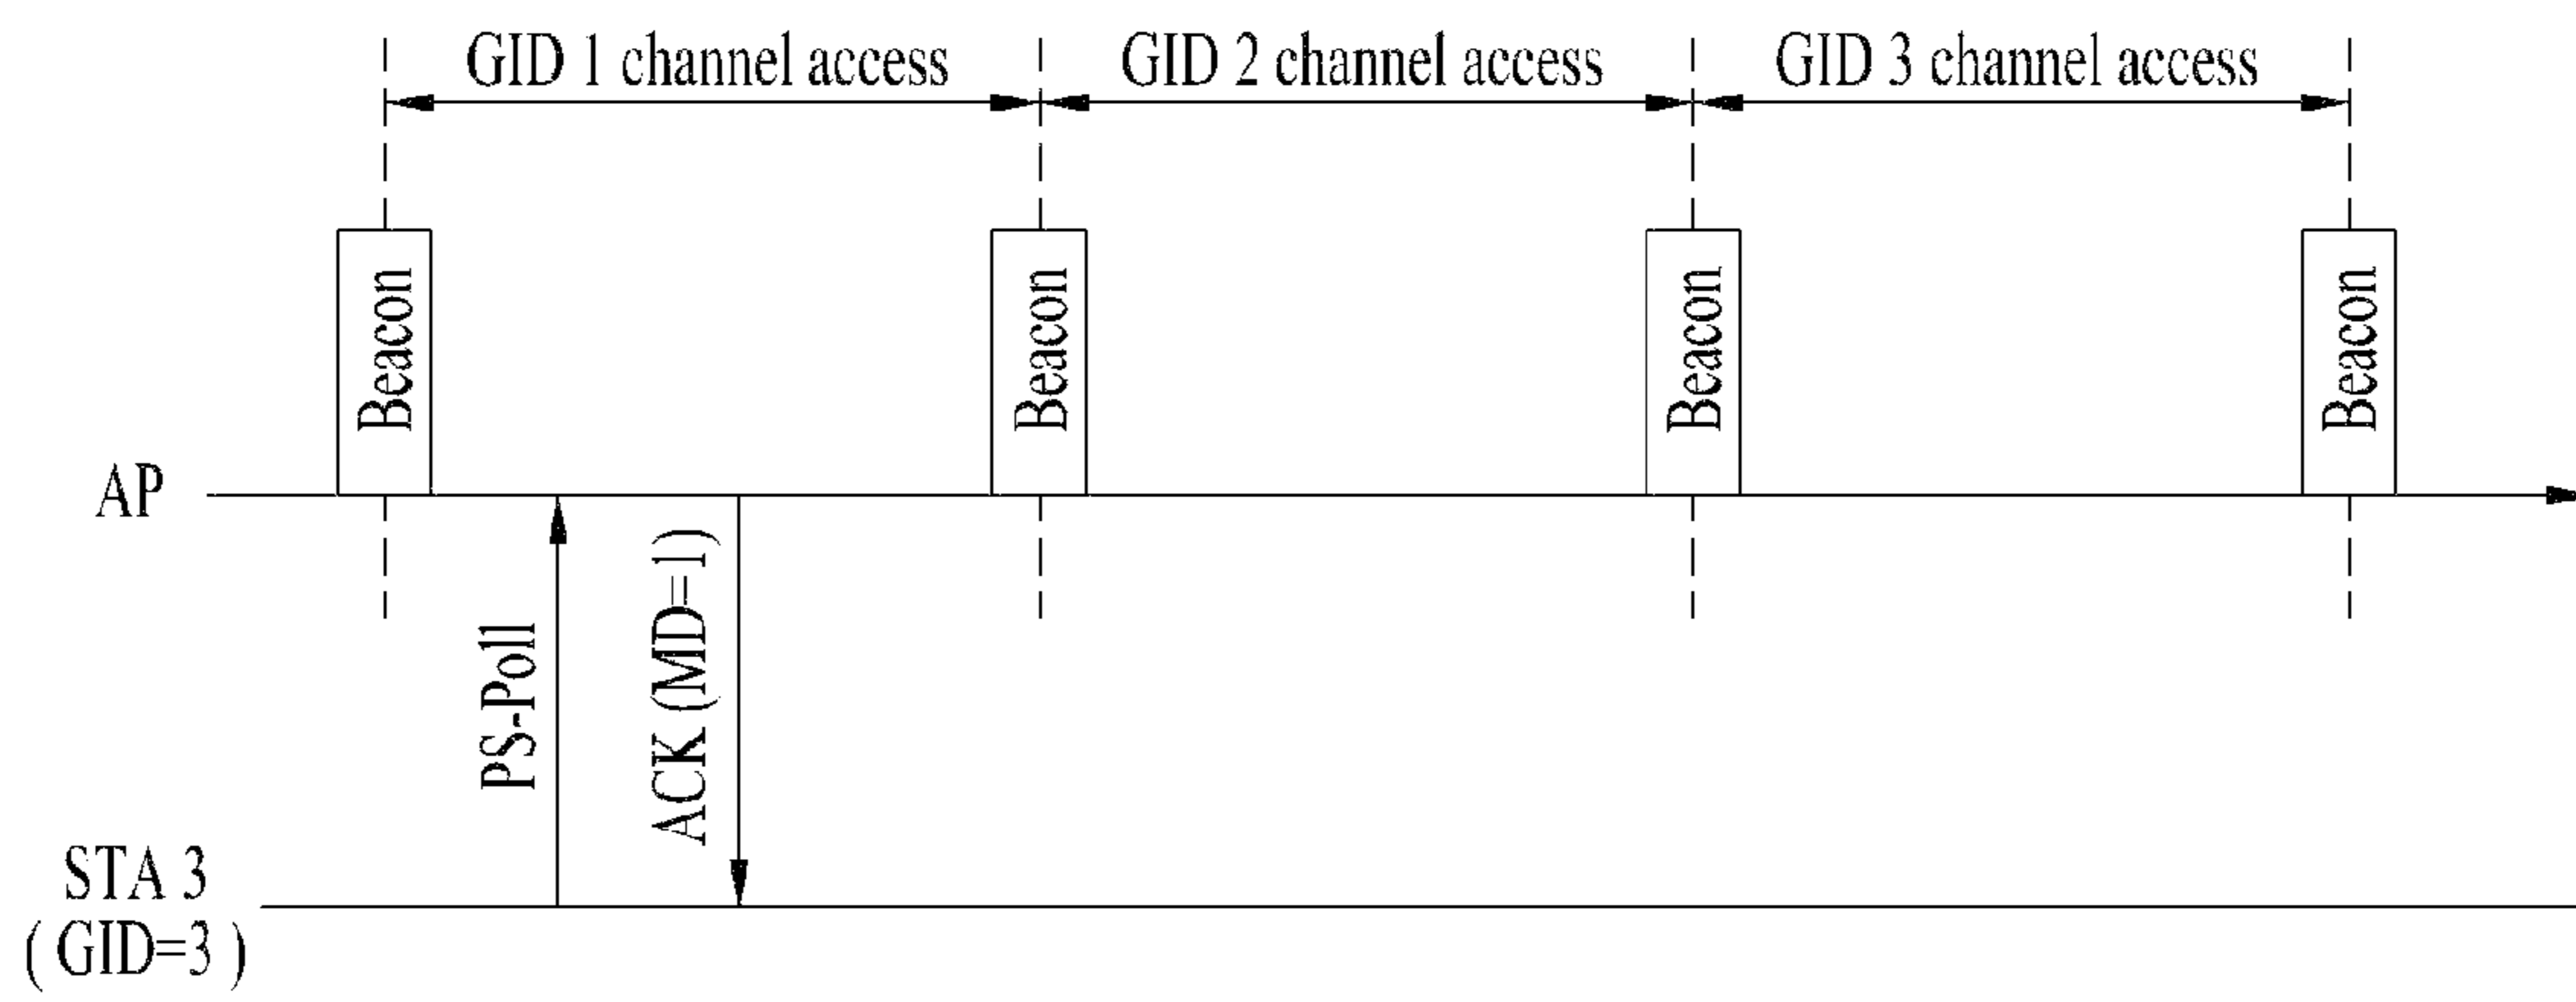 GID 1 channel access
GID 2 channel access
GID 3 channel access
Beacon
Beacon
Beacon
Beacon
AP
PS-Poll
ACK (MD=1)
STA 3
( GID=3 )